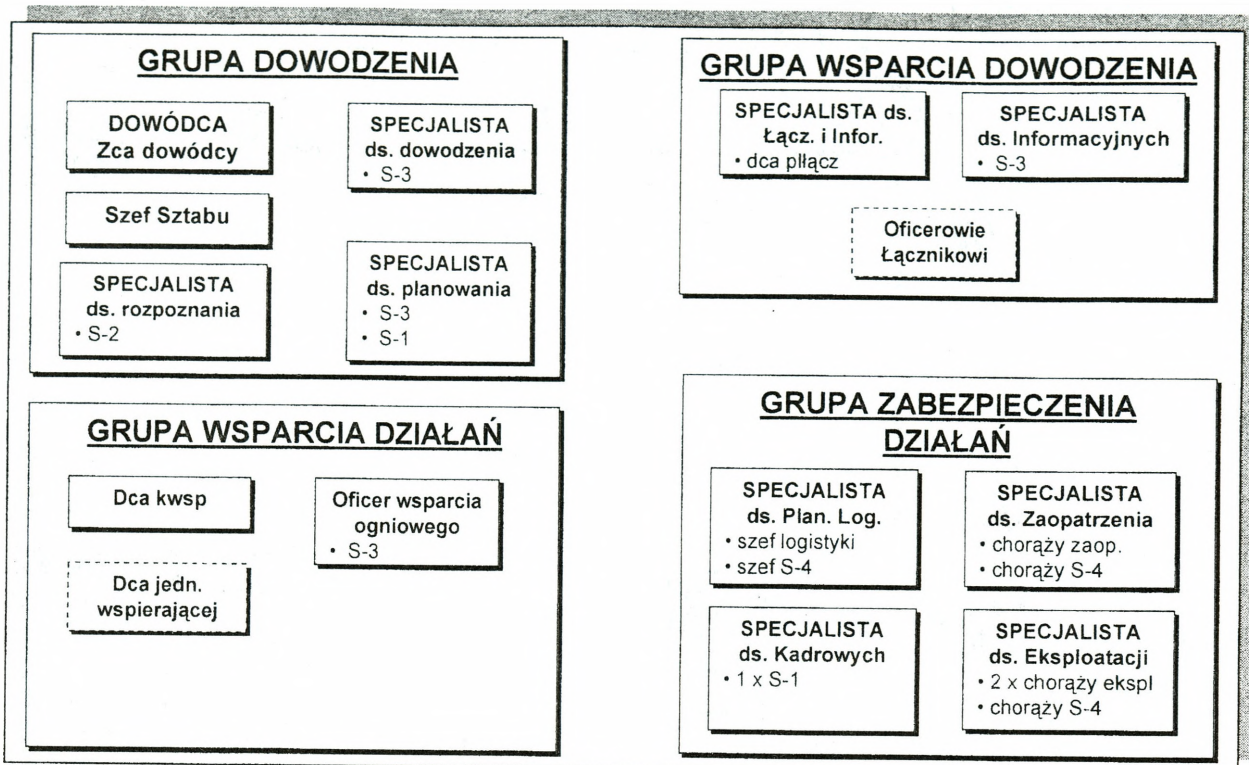 GRUPA DOWODZENIA
DOWÓDCA
Zca dowódcy
SPECJALISTA
ds. dowodzenia
• S-3
Szef Sztabu
SPECJALISTA
ds. rozpoznania
• S-2
SPECJALISTA
ds. planowania
• S-3
• S-1
GRUPA WSPARCIA DOWODZENIA
SPECJALISTA ds.
Łącz. i Infor.
• dca płłącz
SPECJALISTA
ds. Informacyjnych
• S-3
Oficerowie
Łącznikowi
GRUPA WSPARCIA DZIAŁAŃ
Dca kwsp
Oficer wsparcia
ogniowego
• S-3
Dca jedn.
wspierającej
GRUPA ZABEZPIECZENIA
DZIAŁAŃ
SPECJALISTA
ds. Plan. Log.
• szef logistyki
• szef S-4
SPECJALISTA
ds. Zaopatrzenia
• chorąży zaop.
• chorąży S-4
SPECJALISTA
ds. Kadrowych
• 1 x S-1
SPECJALISTA
ds. Eksploatacji
• 2 x chorąży ekspl
• chorąży S-4